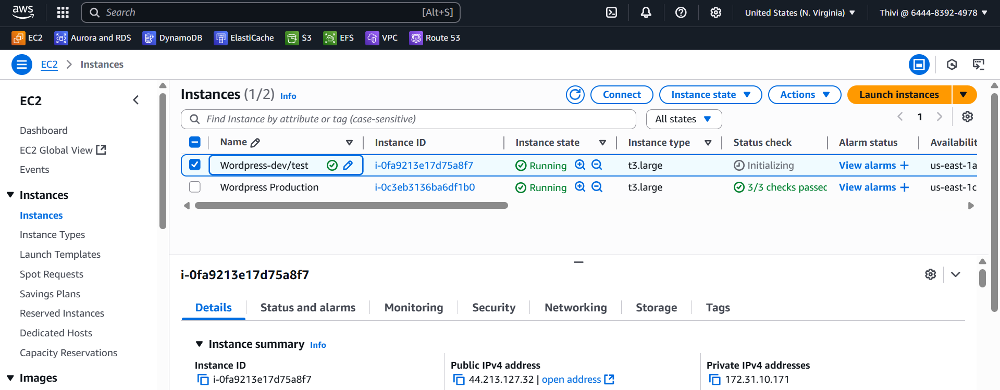 aws
Search [Alt+S]
United States (N. Virginia)
Thivi @ 6444-8392-4978
EC2
Aurora and RDS
DynamoDB
ElastiCache
S3
EFS
VPC
Route 53
EC2 > Instances
EC2
Dashboard
EC2 Global View
Events
Instances
Instances
Instance Types
Launch Templates
Spot Requests
Savings Plans
Reserved Instances
Dedicated Hosts
Capacity Reservations
Images
Instances (1/2) Info
Connect
Instance state
Actions
Launch instances
Find Instance by attribute or tag (case-sensitive)
All states
1
Name Instance ID Instance state Instance type Status check Alarm status Availabilit
Wordpress-dev/test i-0fa9213e17d75a8f7 Running t3.large Initializing View alarms + us-east-1a
Wordpress Production i-0c3eb3136ba6df1b0 Running t3.large 3/3 checks passec View alarms + us-east-1c
i-0fa9213e17d75a8f7
Details
Status and alarms
Monitoring
Security
Networking
Storage
Tags
Instance summary Info
Instance ID
i-0fa9213e17d75a8f7
Public IPv4 address
44.213.127.32 | open address
Private IPv4 addresses
172.31.10.171